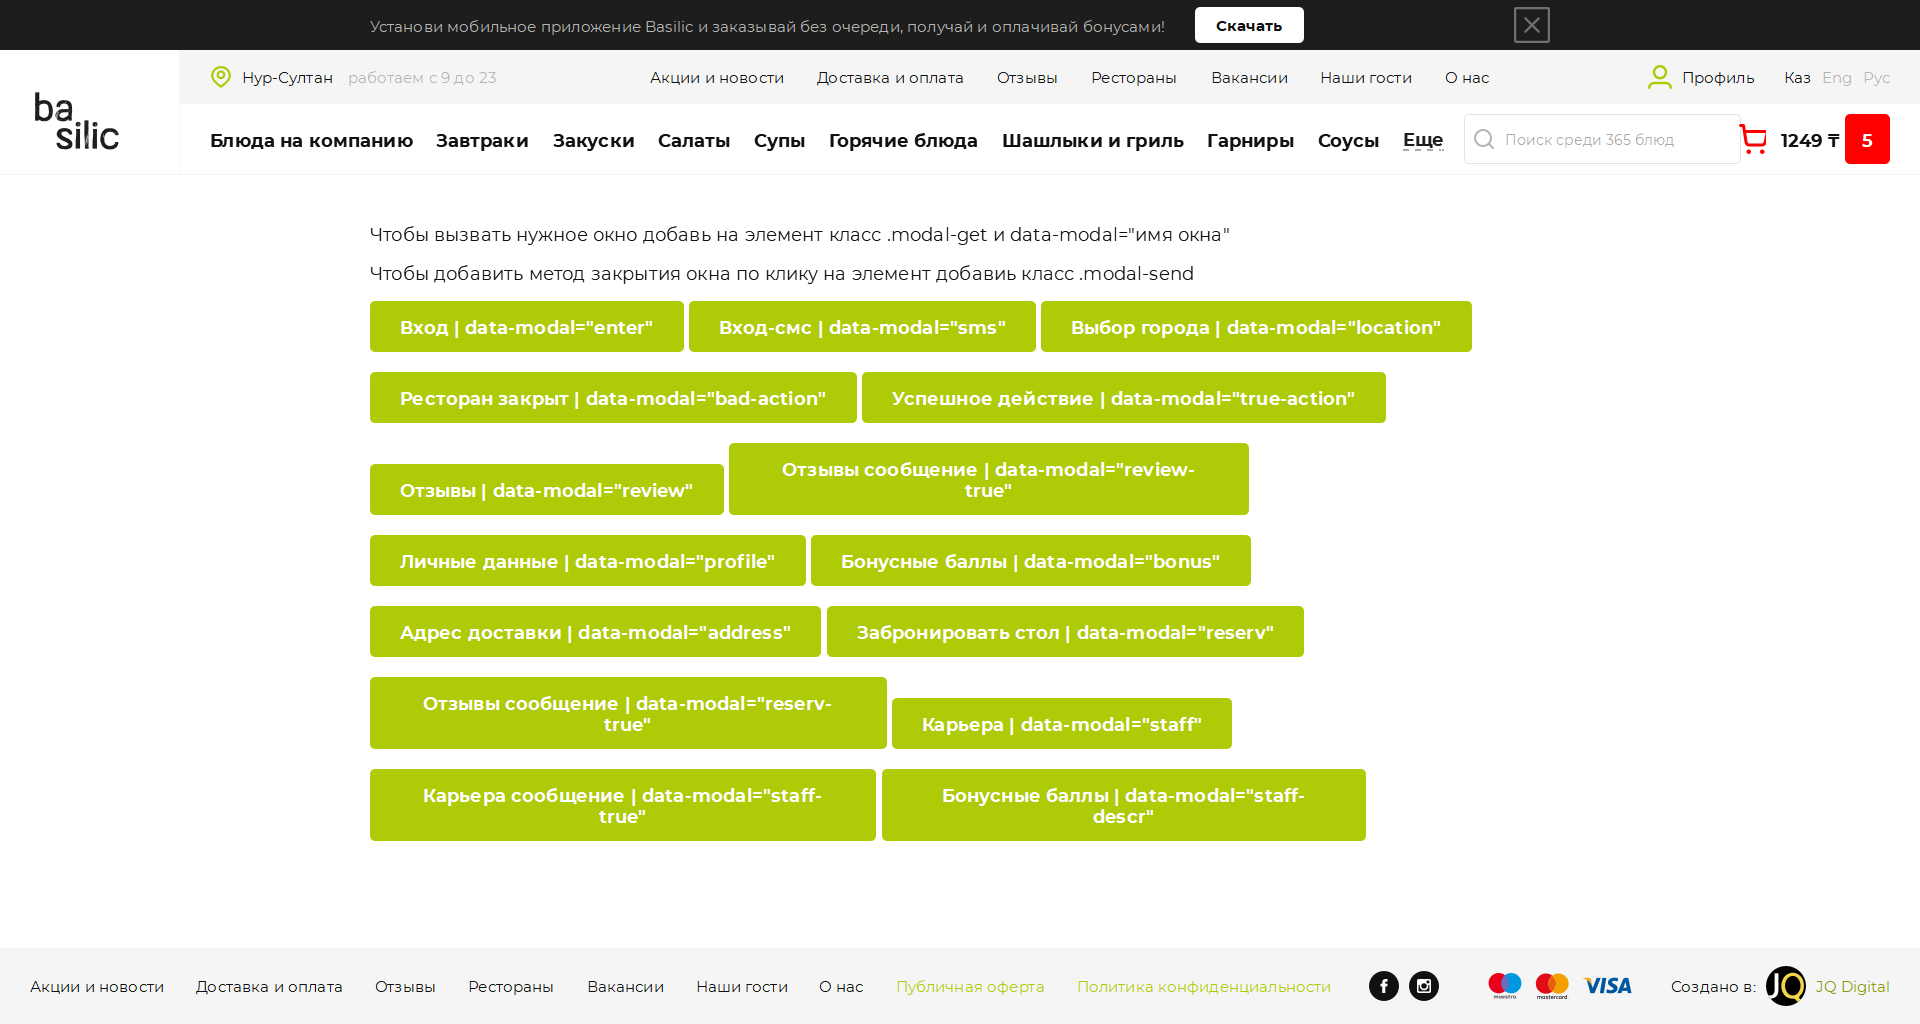 Установи мобильное приложение Basilic и заказывай без очереди, получай и оплачивай бонусами! Скачать
ba
silic
Нур-Султан работаем с 9 до 23 Акции и новости Доставка и оплата Отзывы Рестораны Вакансии Наши гости О нас Профиль Каз Eng Рус
Блюда на компанию Завтраки Закуски Салаты Супы Горячие блюда Шашлыки и гриль Гарниры Соусы Еще Поиск среди 365 блюд 1249 ₸ 5
Чтобы вызвать нужное окно добавь на элемент класс .modal-get и data-modal="имя окна"
Чтобы добавить метод закрытия окна по клику на элемент добавиь класс .modal-send
Вход | data-modal="enter" Вход-смс | data-modal="sms" Выбор города | data-modal="location"
Ресторан закрыт | data-modal="bad-action" Успешное действие | data-modal="true-action"
Отзывы | data-modal="review" Отзывы сообщение | data-modal="review-
true"
Личные данные | data-modal="profile" Бонусные баллы | data-modal="bonus"
Адрес доставки | data-modal="address" Забронировать стол | data-modal="reserv"
Отзывы сообщение | data-modal="reserv-
true"
Карьера | data-modal="staff"
Карьера сообщение | data-modal="staff-
true"
Бонусные баллы | data-modal="staff-
descr"
Акции и новости Доставка и оплата Отзывы Рестораны Вакансии Наши гости О нас Публичная оферта Политика конфиденциальности maestro mastercard VISA Создано в: JQ JQ Digital